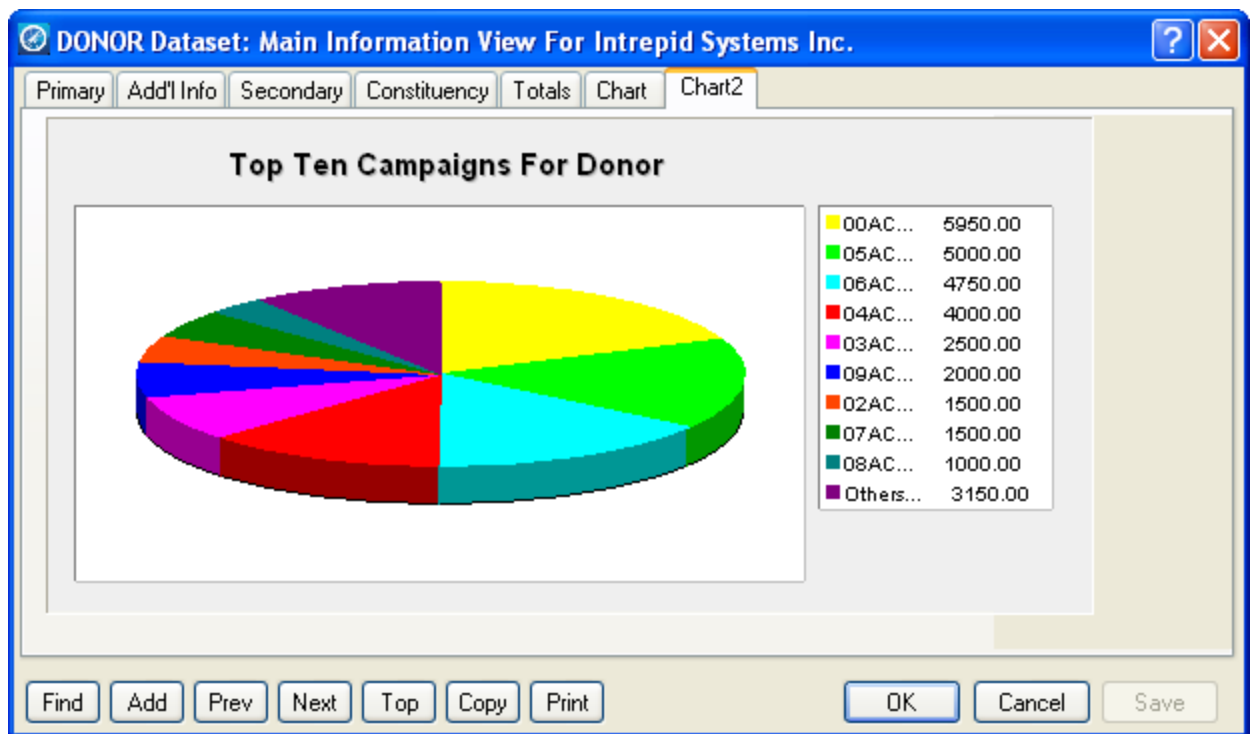 DONOR Dataset: Main Information View For Intrepid Systems Inc.
Primary Add'l Info Secondary Constituency Totals Chart Chart2
Top Ten Campaigns For Donor
00AC... 5950.00
05AC... 5000.00
06AC... 4750.00
04AC... 4000.00
03AC... 2500.00
09AC... 2000.00
02AC... 1500.00
07AC... 1500.00
08AC... 1000.00
Others... 3150.00
Find Add Prev Next Top Copy Print OK Cancel Save